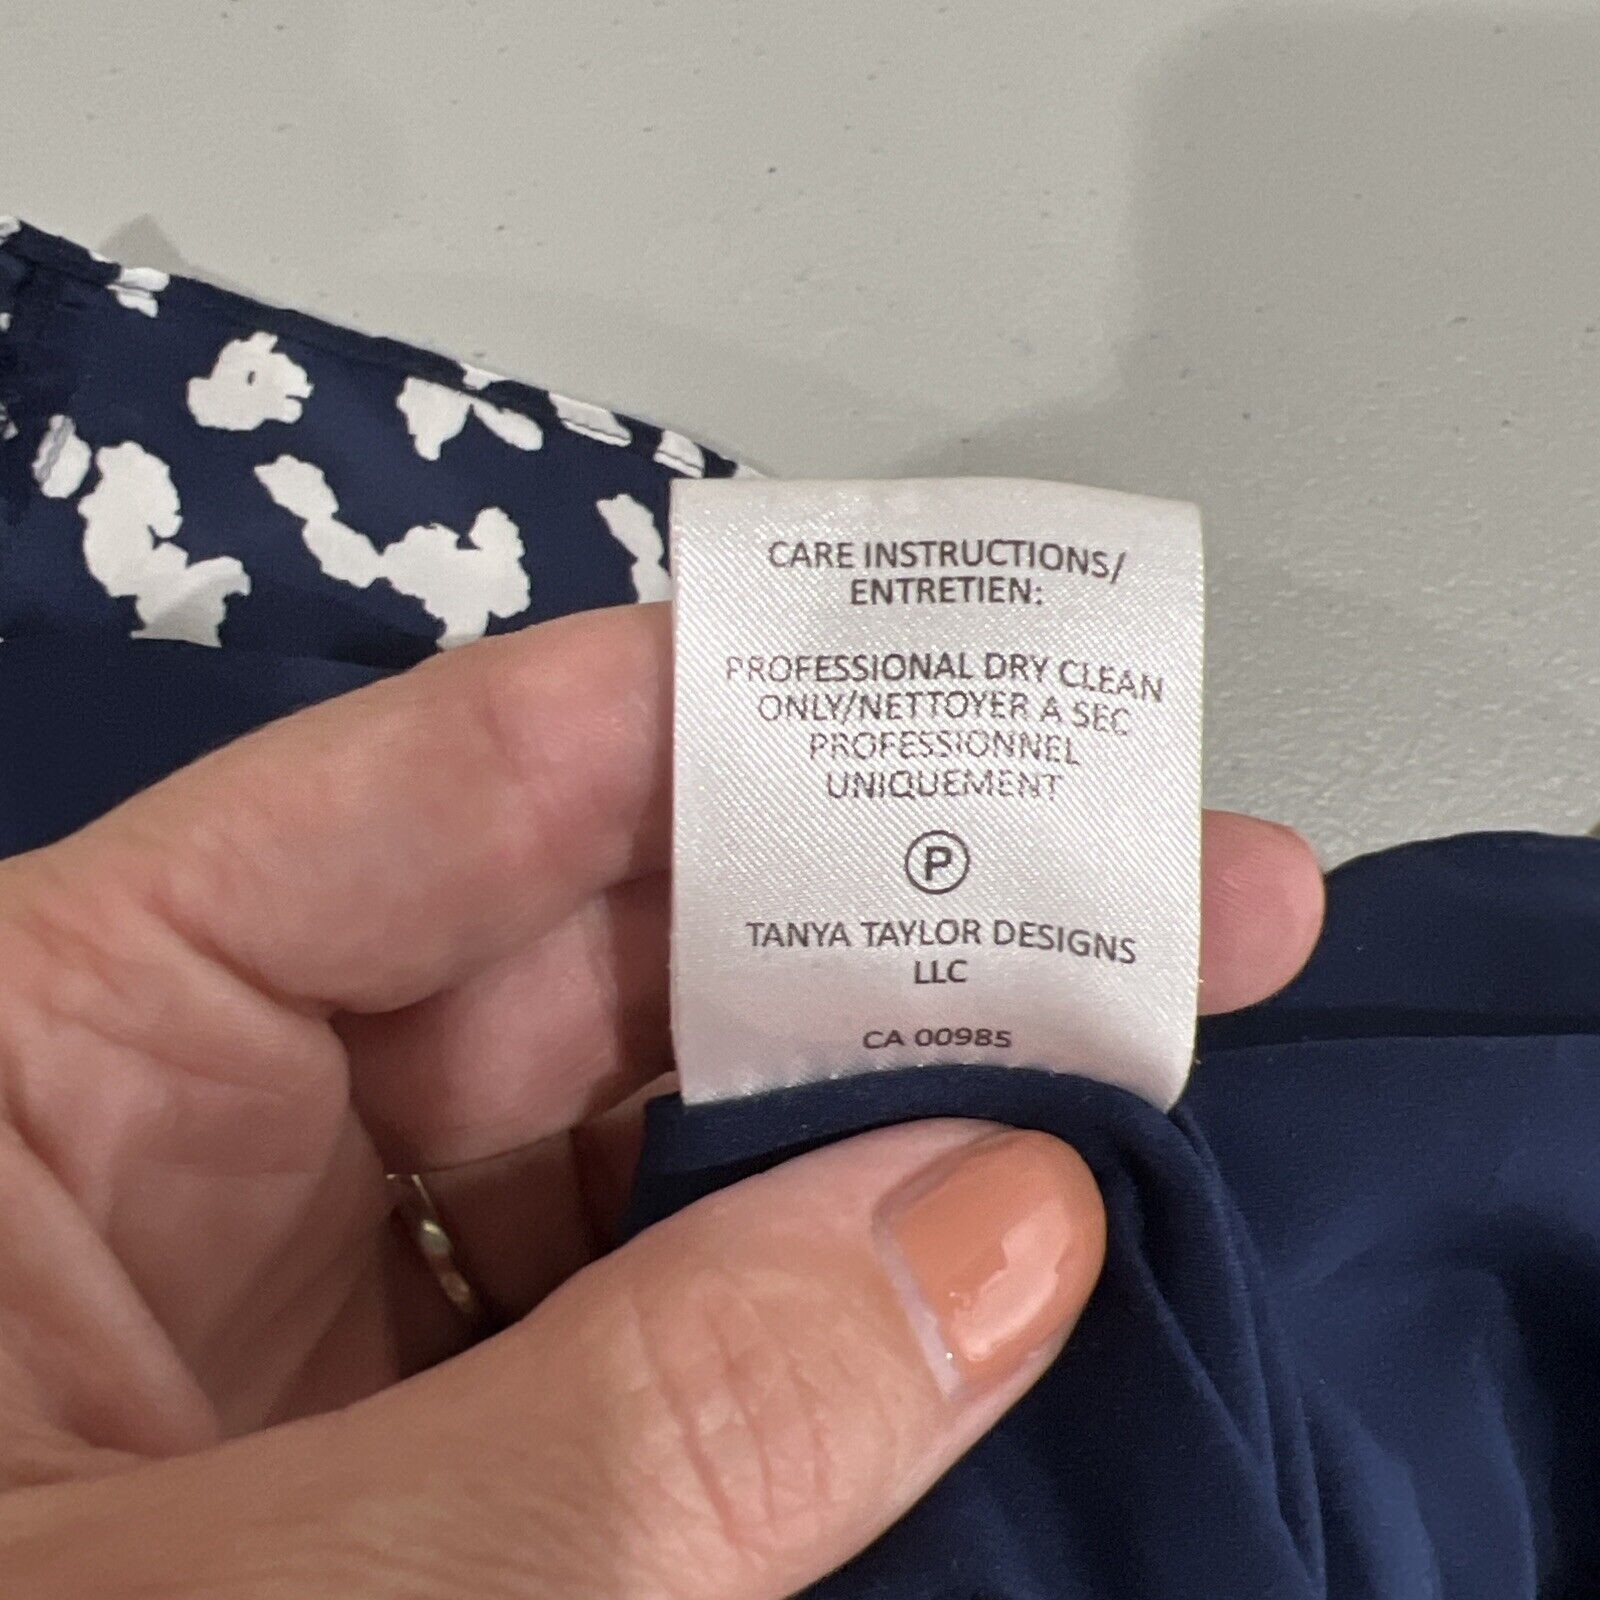 CARE INSTRUCTIONS/
ENTRETIEN:
PROFESSIONAL DRY CLEAN
ONLY/NETTOYER A SEC
PROFESSIONNEL
UNIQUEMENT
P
TANYA TAYLOR DESIGNS
LLC
CA 00985